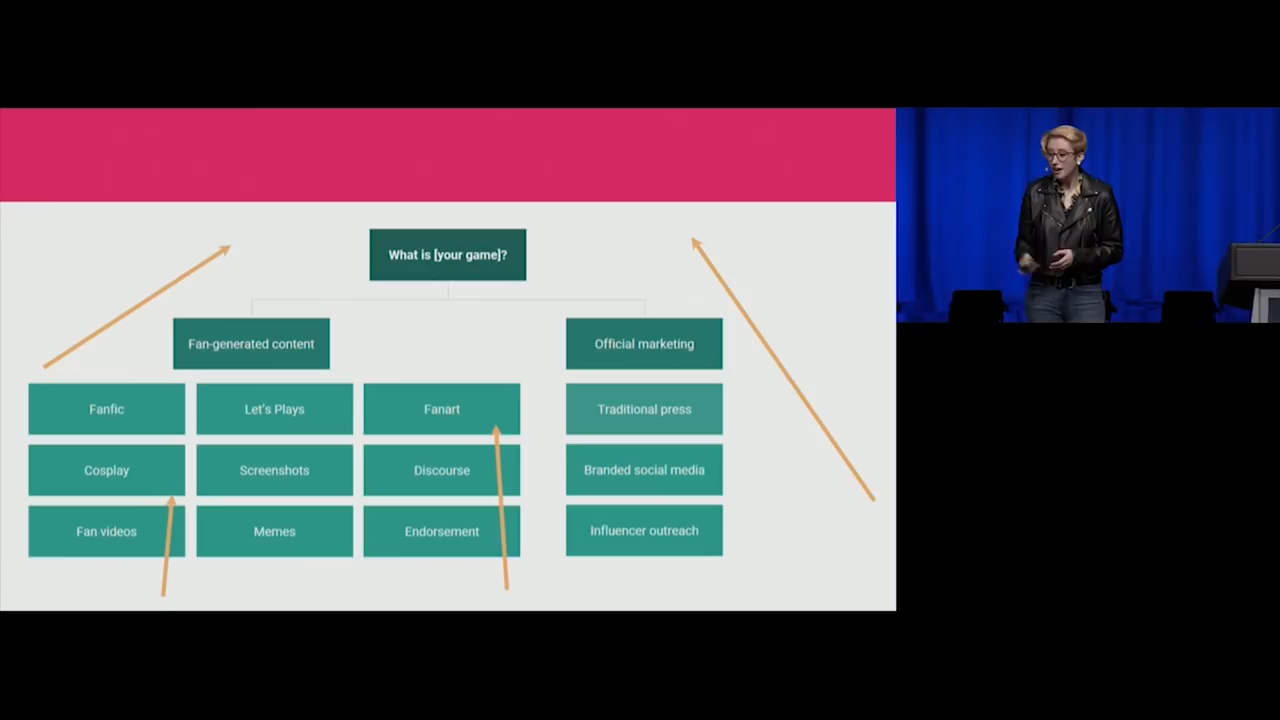 What is [your game]?
Fan-generated content
Official marketing
Fanfic
Let's Plays
Fanart
Traditional press
Cosplay
Screenshots
Discourse
Branded social media
Fan videos
Memes
Endorsement
Influencer outreach